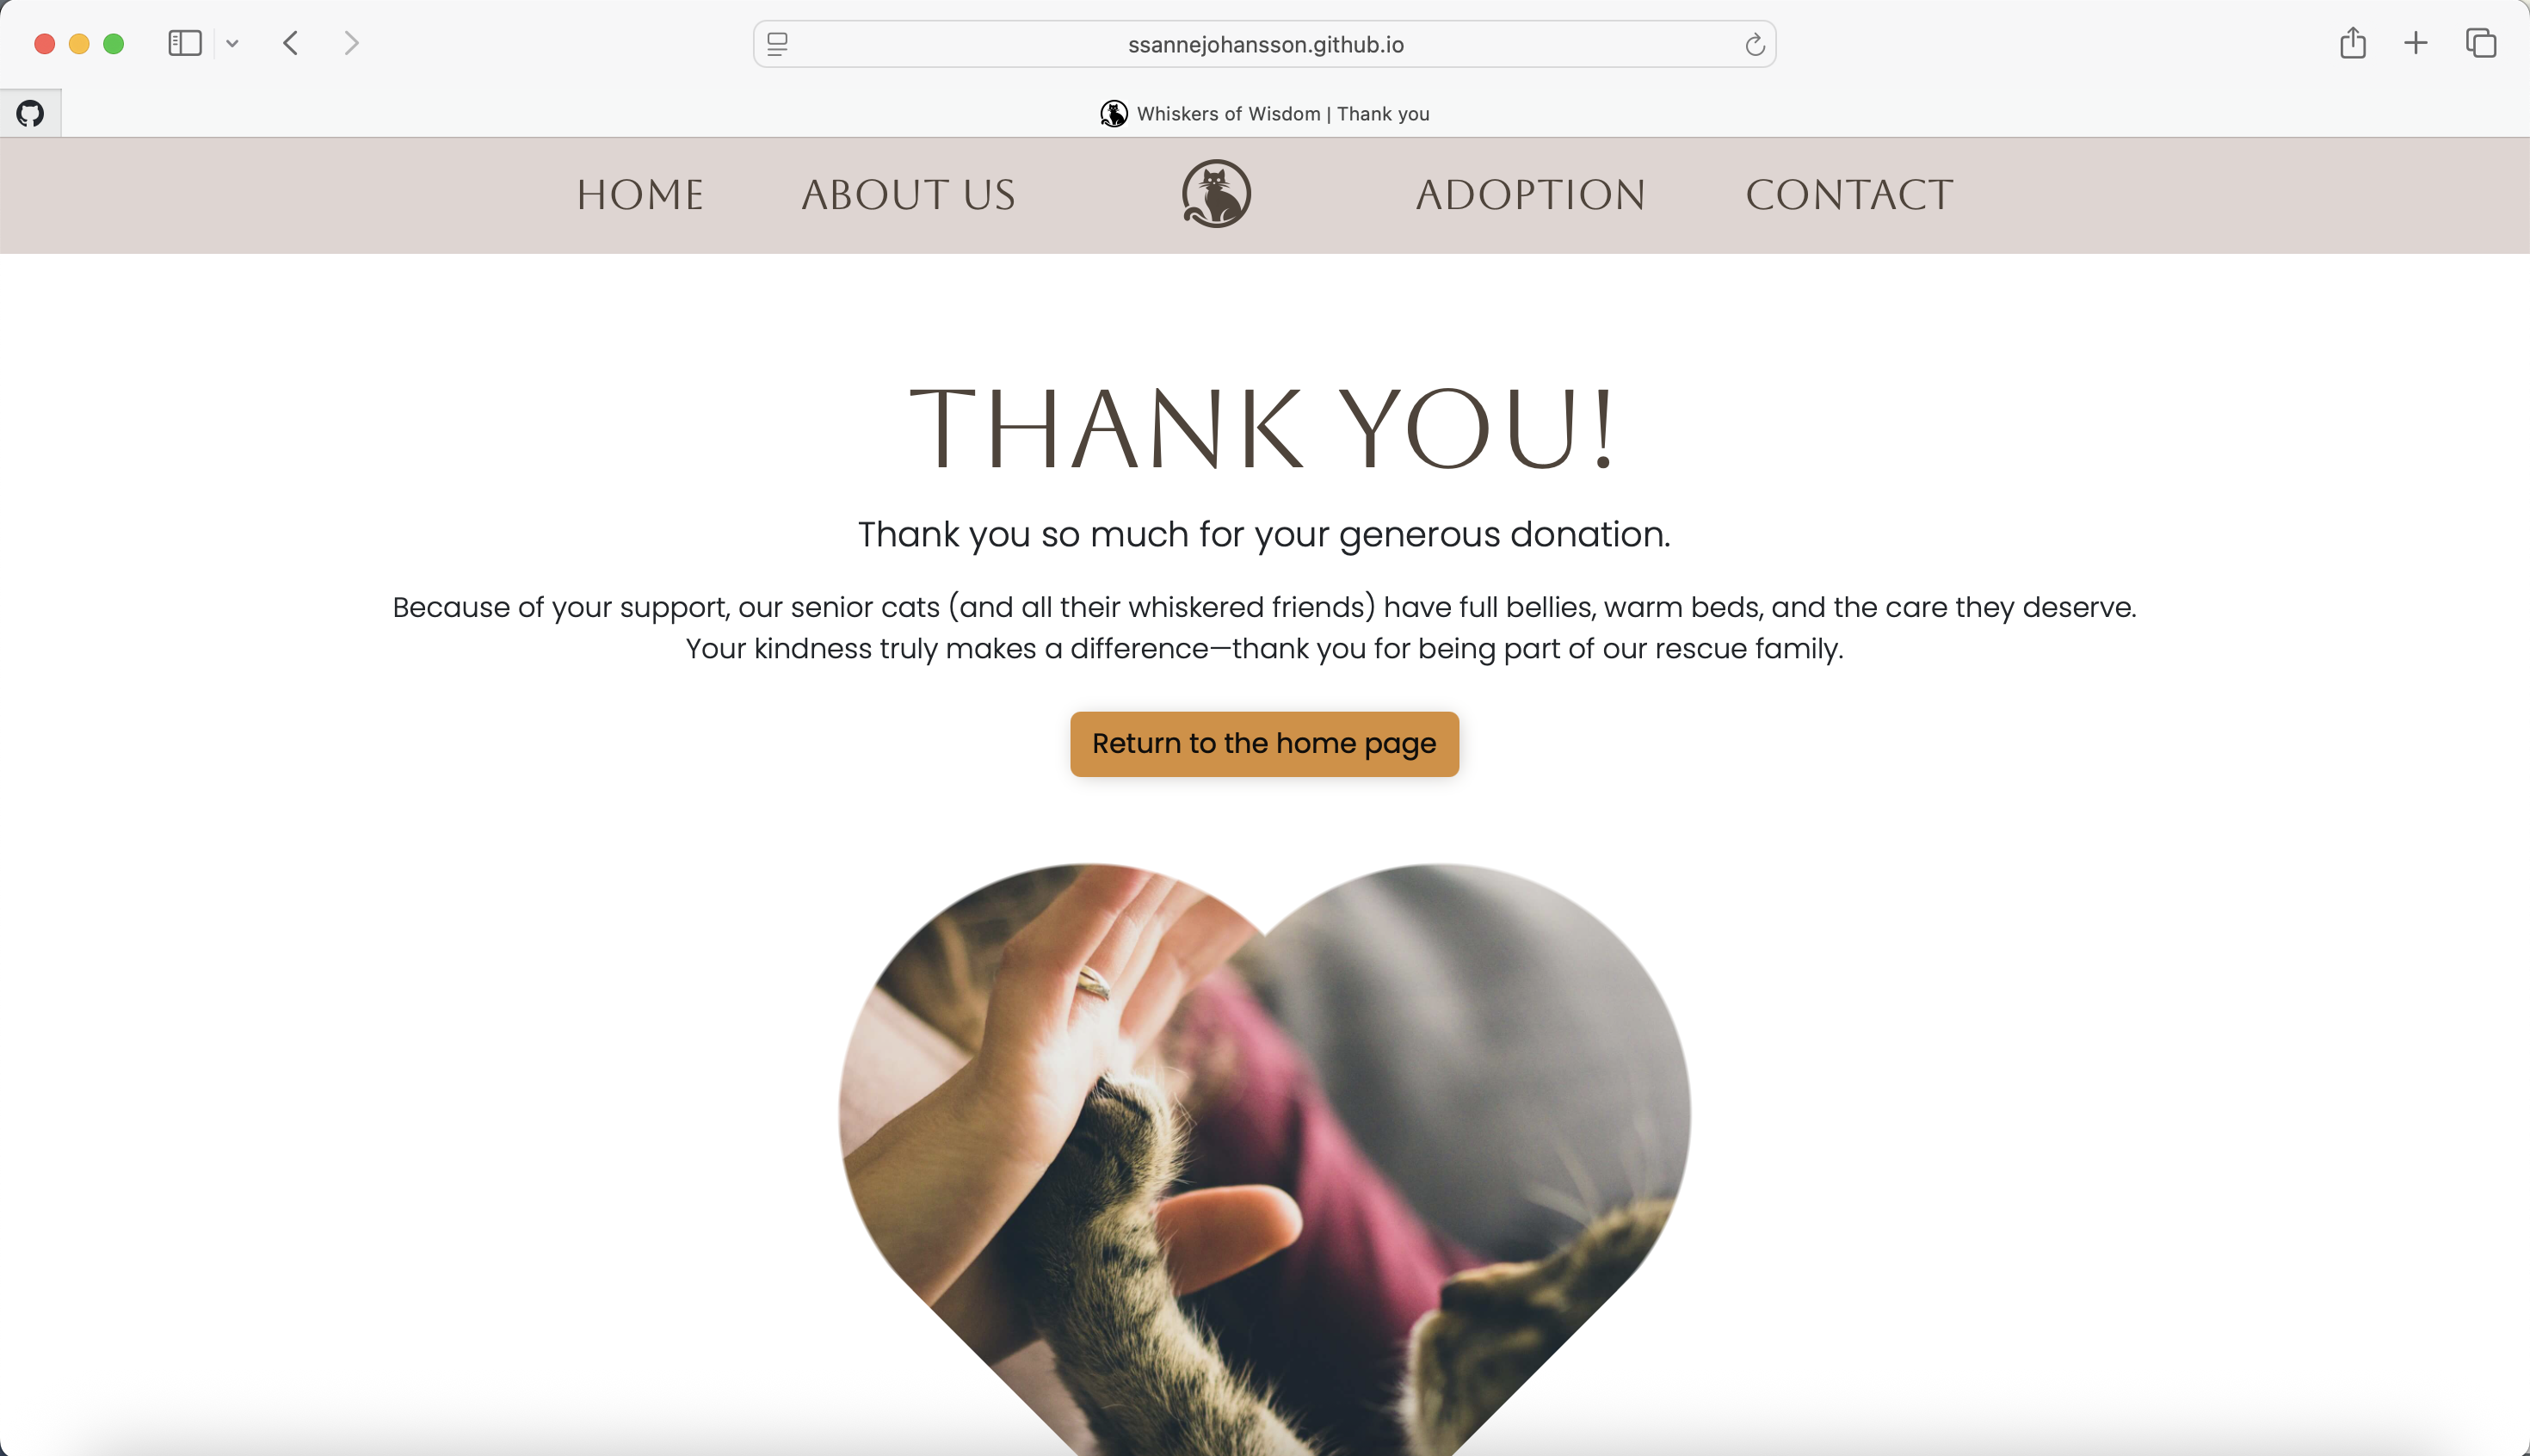 ssannejohansson.github.io
Whiskers of Wisdom | Thank you
HOME ABOUT US ADOPTION CONTACT
THANK YOU!
Thank you so much for your generous donation.
Because of your support, our senior cats (and all their whiskered friends) have full bellies, warm beds, and the care they deserve.
Your kindness truly makes a difference—thank you for being part of our rescue family.
Return to the home page